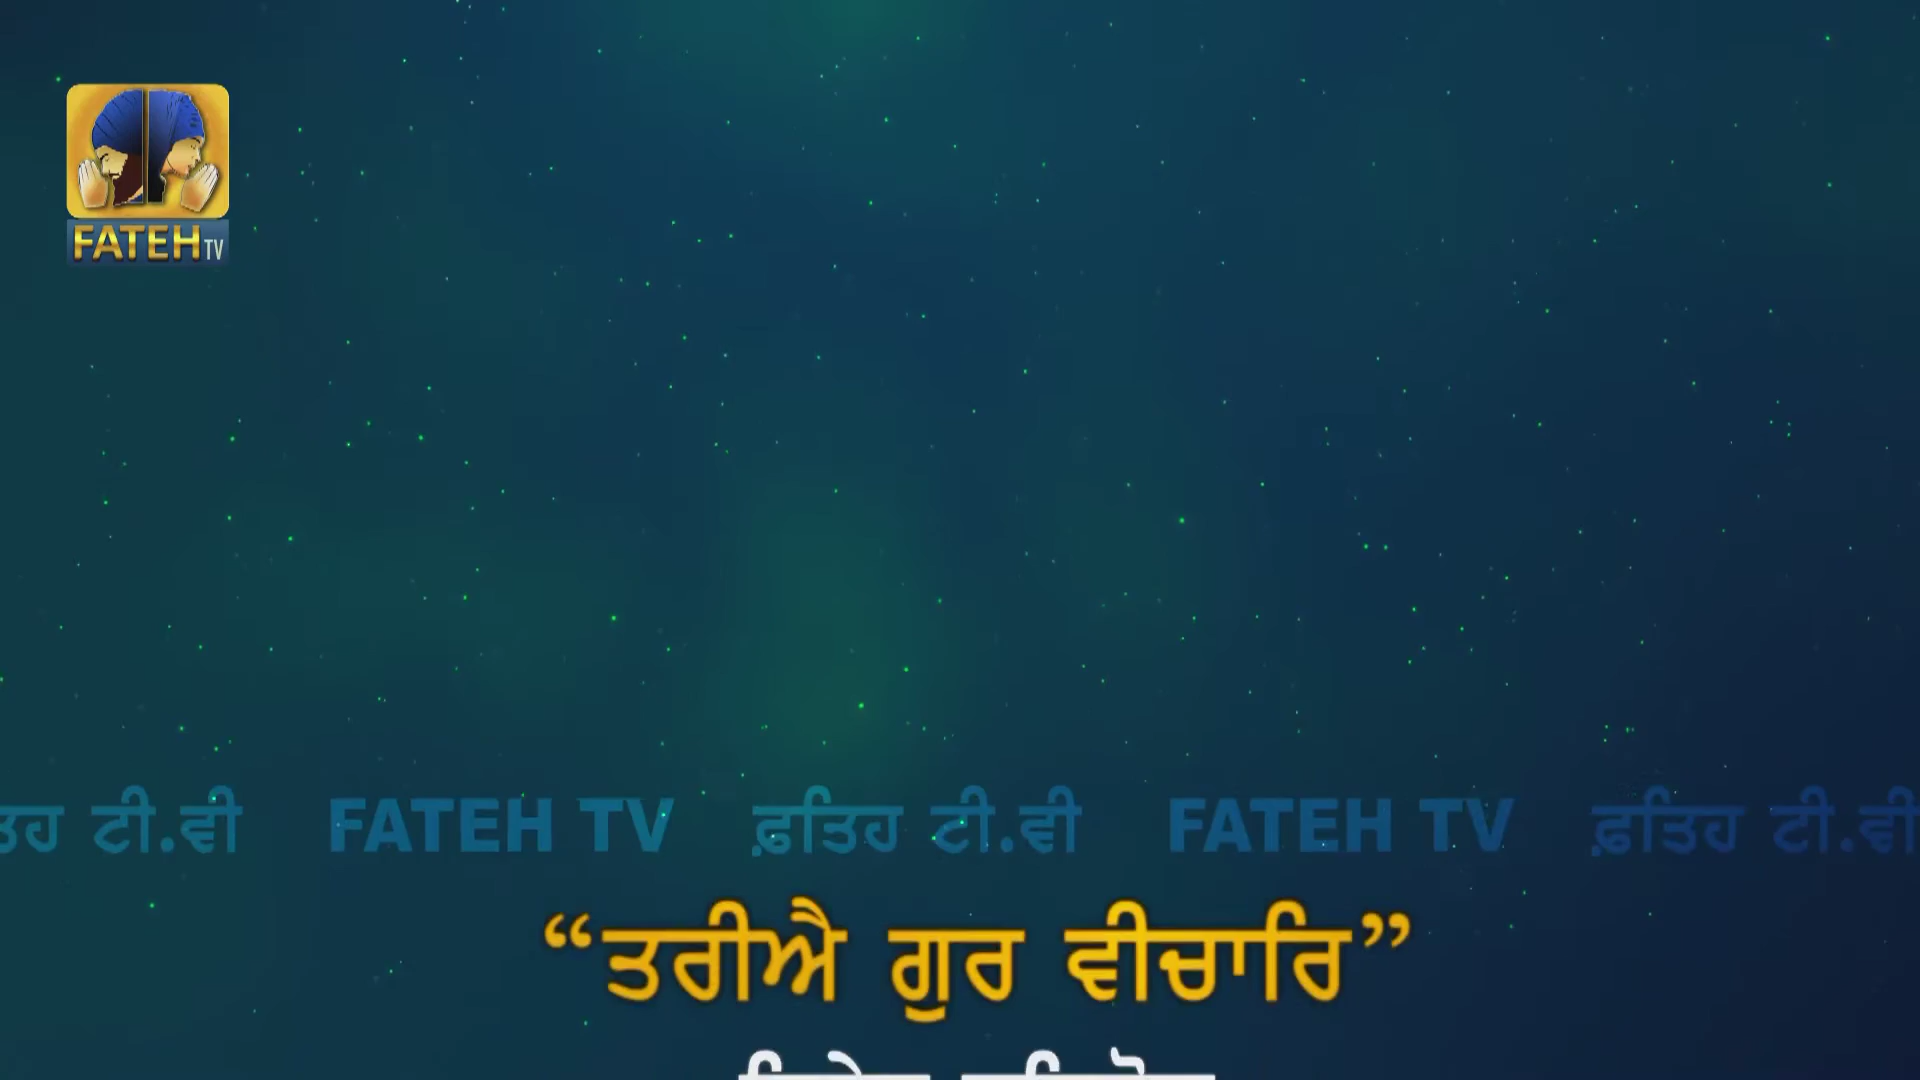 FATEH TV
ਟੀ.ਵੀ FATEH TV ਫ਼ਤਿਹ ਟੀ.ਵੀ FATEH TV ਫ਼ਤਿਹ ਟੀ.ਵੀ
“ਤਰੀਐ ਗੁਰ ਵੀਚਾਰਿ”